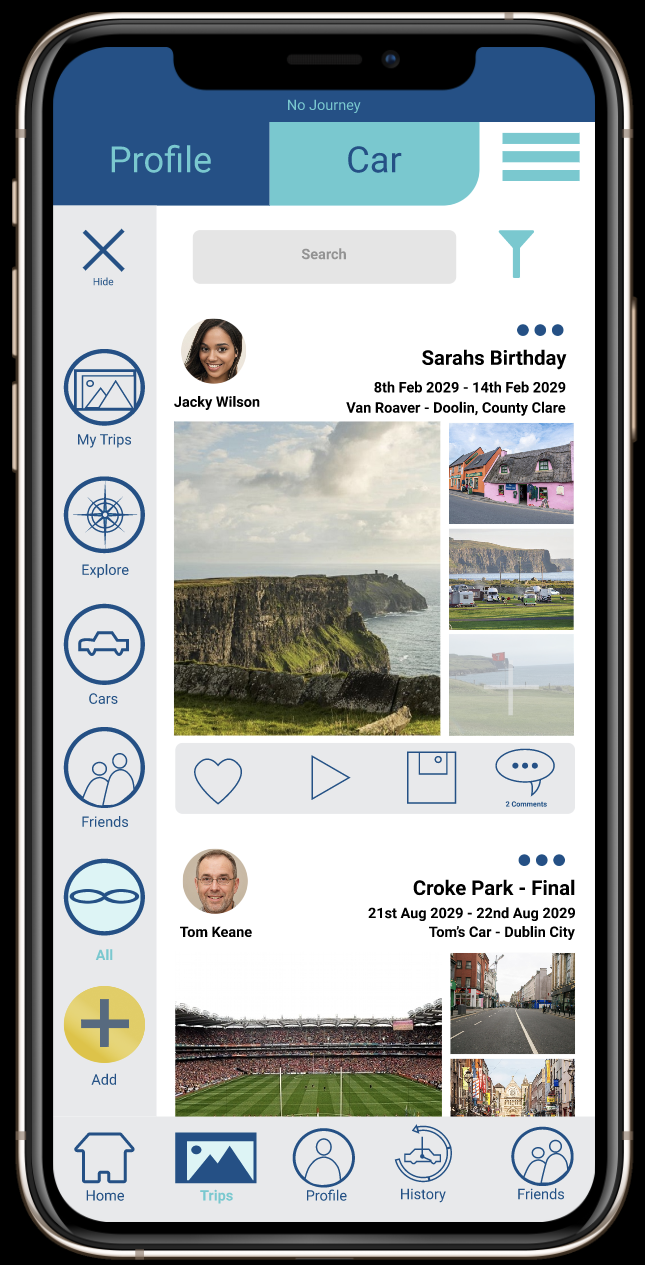 No Journey
Profile
Car
Hide
Search
My Trips
Explore
Cars
Friends
All
Add
Jacky Wilson
Sarahs Birthday
8th Feb 2029 - 14th Feb 2029
Van Roaver - Doolin, County Clare
2 Comments
Tom Keane
Croke Park - Final
21st Aug 2029 - 22nd Aug 2029
Tom's Car - Dublin City
Home
Trips
Profile
History
Friends